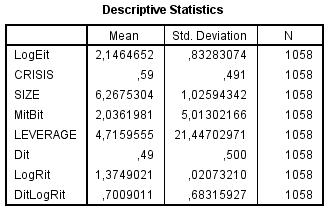 Descriptive Statistics
Mean Std. Deviation N
LogEit 2,1464652 ,83283074 1058
CRISIS ,59 ,491 1058
SIZE 6,2675304 1,02594342 1058
MitBit 2,0361981 5,01302166 1058
LEVERAGE 4,7159555 21,44702971 1058
Dit ,49 ,500 1058
LogRit 1,3749021 ,02073210 1058
DitLogRit ,7009011 ,68315927 1058